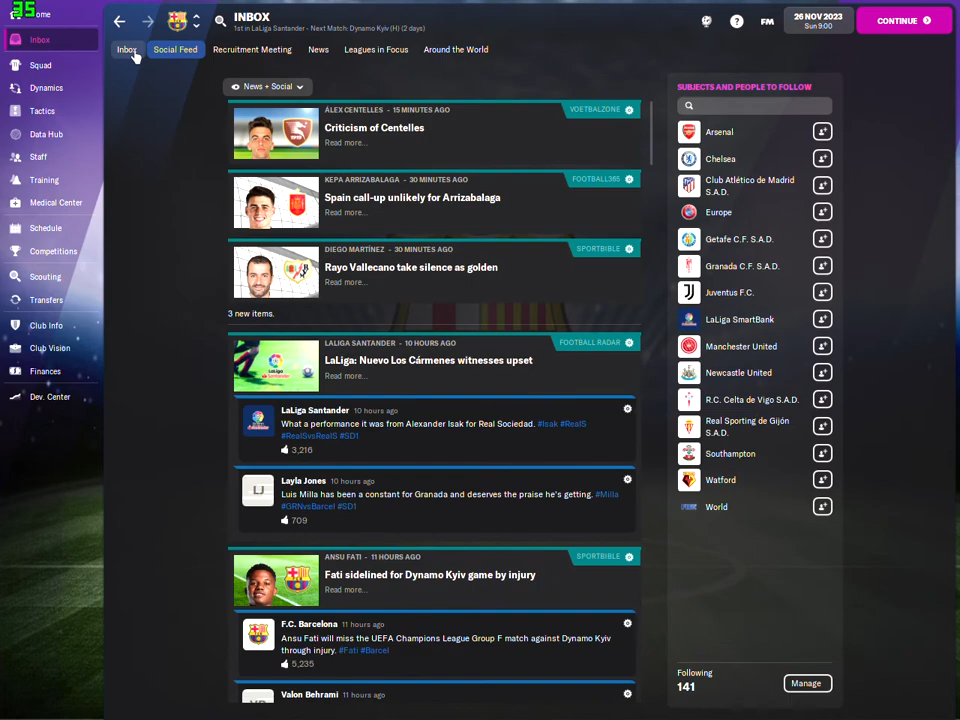 35
ome
INBOX
1st in LaLiga Santander - Next Match: Dynamo Kyiv (H) (2 days)
?
FM
26 NOV 2023
Sun 9:00
CONTINUE
Inbox
Social Feed
Recruitment Meeting
News
Leagues in Focus
Around the World
Inbox
Squad
Dynamics
Tactics
Data Hub
Staff
Training
Medical Center
Schedule
Competitions
Scouting
Transfers
Club Info
Club Vision
Finances
Dev. Center
News + Social
ÁLEX CENTELLES - 15 MINUTES AGO
VOETBALZONE
Criticism of Centelles
Read more...
KEPA ARRIZABALAGA - 30 MINUTES AGO
FOOTBALL365
Spain call-up unlikely for Arrizabalaga
Read more...
DIEGO MARTÍNEZ - 30 MINUTES AGO
SPORTBIBLE
Rayo Vallecano take silence as golden
Read more...
3 new items.
LALIGA SANTANDER - 10 HOURS AGO
FOOTBALL RADAR
LaLiga: Nuevo Los Cármenes witnesses upset
Read more...
LaLiga Santander 10 hours ago
What a performance it was from Alexander Isak for Real Sociedad. #Isak #RealS
#RealSvsRealS #SD1
3,216
Layla Jones 10 hours ago
LJ
Luis Milla has been a constant for Granada and deserves the praise he's getting. #Milla
#GRNvsBarcel #SD1
709
ANSU FATI - 11 HOURS AGO
SPORTBIBLE
Fati sidelined for Dynamo Kyiv game by injury
Read more...
F.C. Barcelona 11 hours ago
Ansu Fati will miss the UEFA Champions League Group F match against Dynamo Kyiv
through injury. #Fati #Barcel
5,235
Valon Behrami 11 hours ago
SUBJECTS AND PEOPLE TO FOLLOW
Arsenal
Chelsea
Club Atlético de Madrid
S.A.D.
Europe
Getafe C.F. S.A.D.
Granada C.F. S.A.D.
Juventus F.C.
LaLiga SmartBank
Manchester United
Newcastle United
R.C. Celta de Vigo S.A.D.
Real Sporting de Gijón
S.A.D.
Southampton
Watford
World
Following
141
Manage